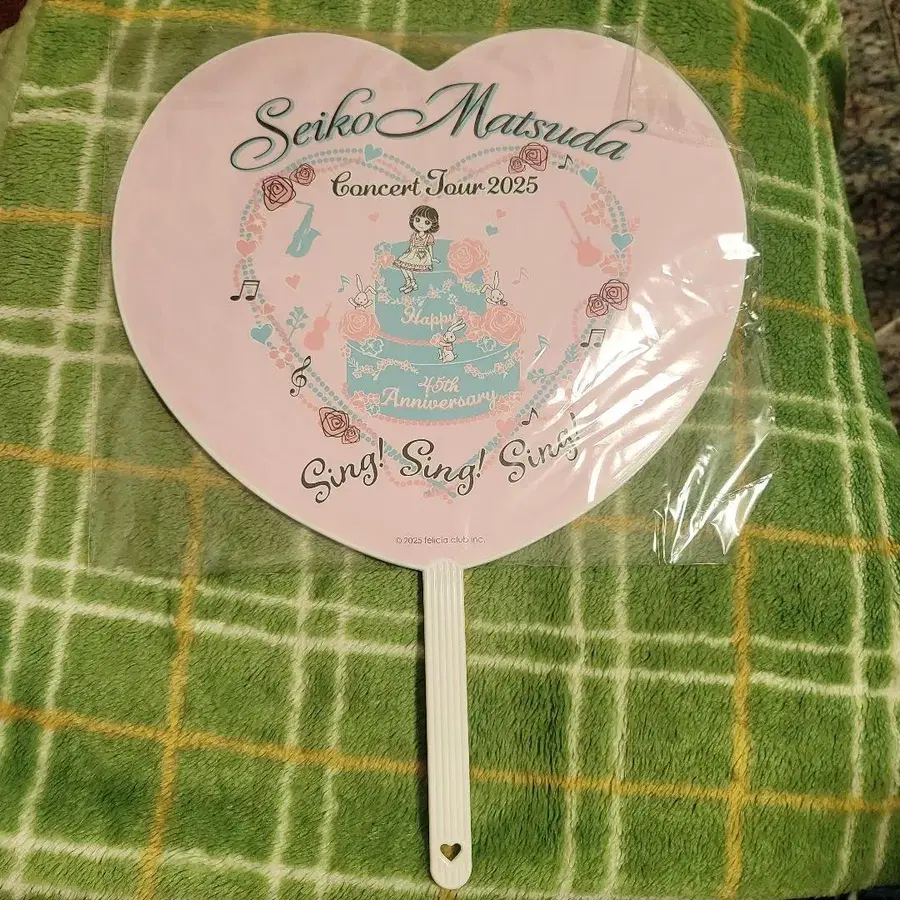 Seiko Matsuda
Concert Tour 2025
Happy
45th
Anniversary
Sing! Sing! Sing!
© 2025 felicia club inc.